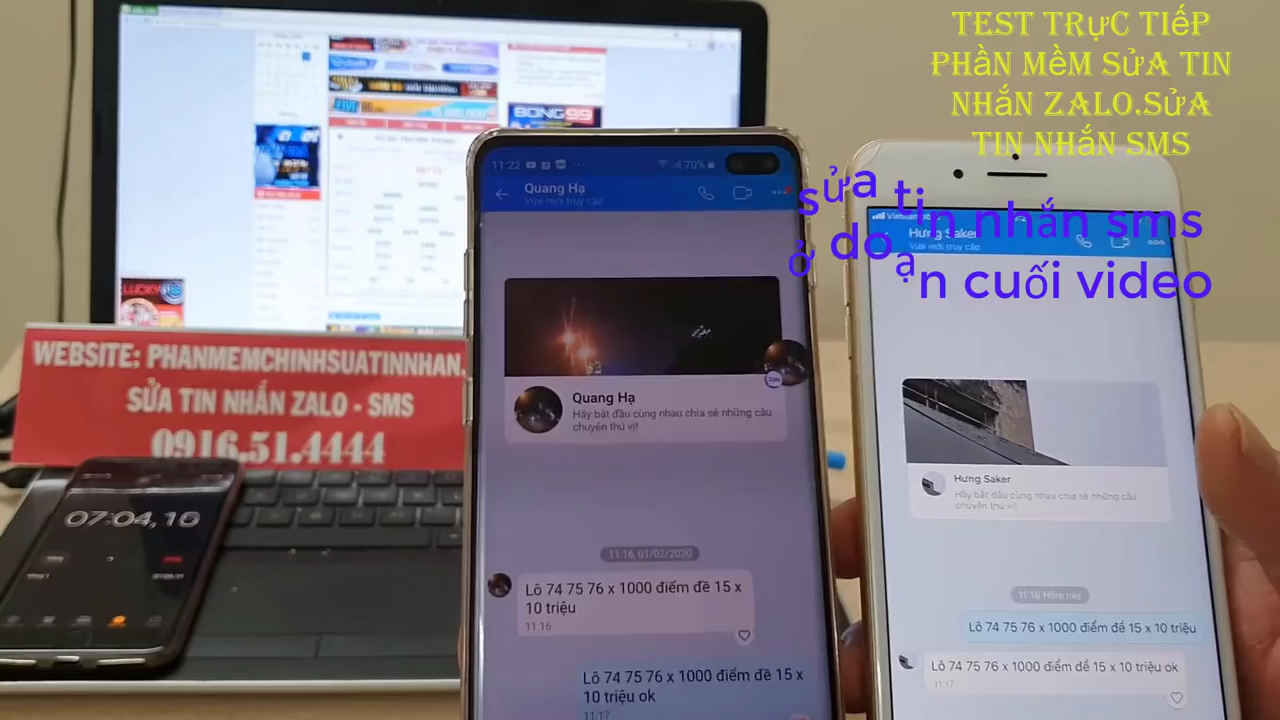 TEST TRỰC TIẾP
PHẦN MỀM SỬA TIN
NHẮN ZALO.SỬA
TIN NHẮN SMS
sửa tin nhắn sms
ở đoạn cuối video
BONG99
WEBSITE: PHANMEMCHINHSUATINNHAN.
SỬA TIN NHẮN ZALO - SMS
0916.51.4444
07:04,16
11:22
70%
Quang Hạ
Vừa mới truy cập
Quang Hạ
Hãy bắt đầu cùng nhau chia sẻ những câu
chuyện thú vị!
11:16, 01/02/2020
Lô 74 75 76 x 1000 điểm đề 15 x
10 triệu
11:16
Lô 74 75 76 x 1000 điểm đề 15 x
10 triệu ok
11:17
Hưng Saker
Vừa mới truy cập
Hưng Saker
Hãy bắt đầu cùng nhau chia sẻ những câu
chuyện thú vị!
11:16 Hôm nay
Lô 74 75 76 x 1000 điểm đề 15 x 10 triệu
Lô 74 75 76 x 1000 điểm đề 15 x 10 triệu ok
11:17